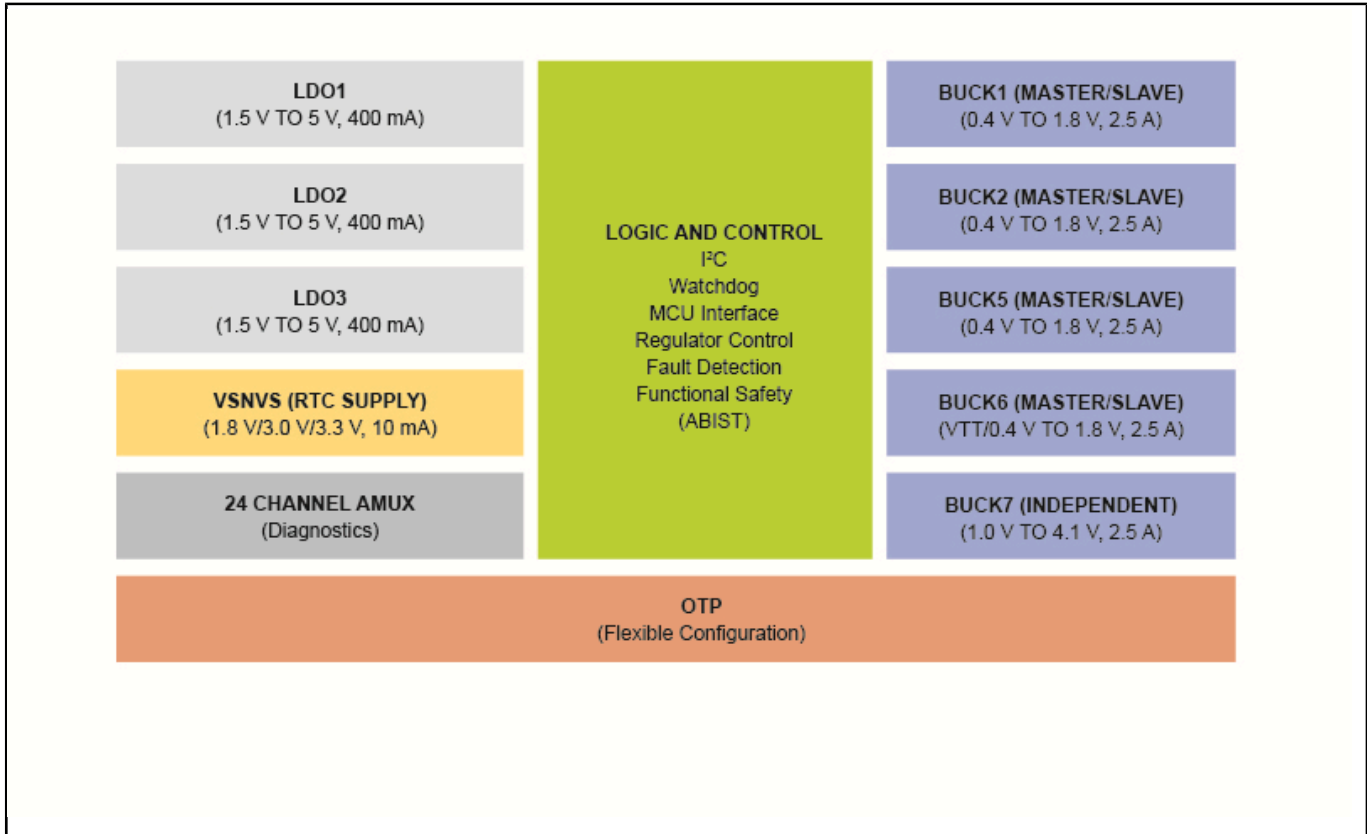 LDO1
(1.5 V TO 5 V, 400 mA)
LDO2
(1.5 V TO 5 V, 400 mA)
LDO3
(1.5 V TO 5 V, 400 mA)
VSNVS (RTC SUPPLY)
(1.8 V/3.0 V/3.3 V, 10 mA)
24 CHANNEL AMUX
(Diagnostics)
LOGIC AND CONTROL
I²C
Watchdog
MCU Interface
Regulator Control
Fault Detection
Functional Safety
(ABIST)
BUCK1 (MASTER/SLAVE)
(0.4 V TO 1.8 V, 2.5 A)
BUCK2 (MASTER/SLAVE)
(0.4 V TO 1.8 V, 2.5 A)
BUCK5 (MASTER/SLAVE)
(0.4 V TO 1.8 V, 2.5 A)
BUCK6 (MASTER/SLAVE)
(VTT/0.4 V TO 1.8 V, 2.5 A)
BUCK7 (INDEPENDENT)
(1.0 V TO 4.1 V, 2.5 A)
OTP
(Flexible Configuration)